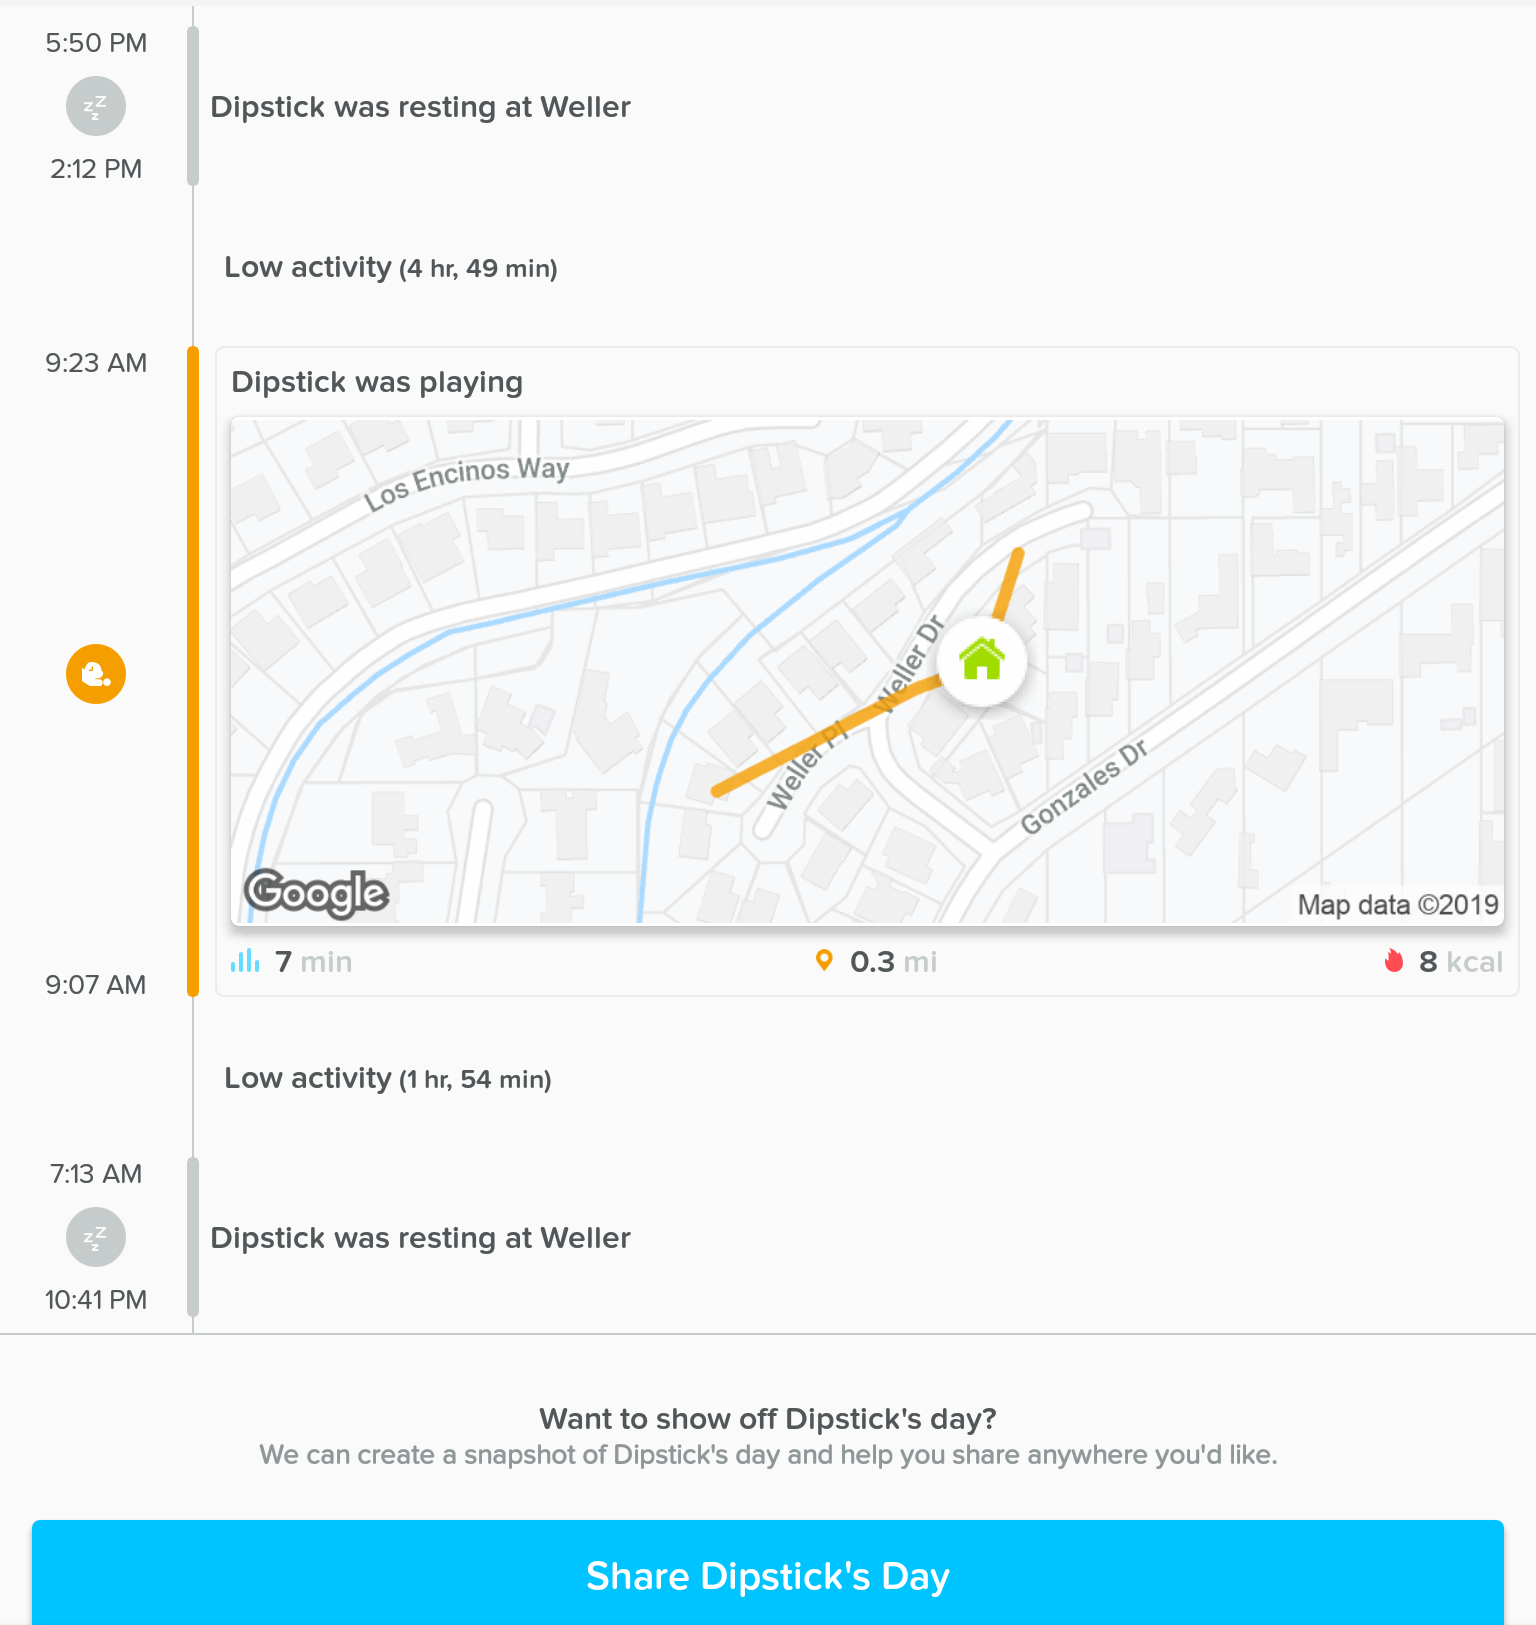 5:50 PM
zzz
Dipstick was resting at Weller
2:12 PM
Low activity (4 hr, 49 min)
9:23 AM
Dipstick was playing
Los Encinos Way
Weller Dr
Weller Pl
Gonzales Dr
Google
Map data ©2019
7 min
0.3 mi
8 kcal
9:07 AM
Low activity (1 hr, 54 min)
7:13 AM
zzz
Dipstick was resting at Weller
10:41 PM
Want to show off Dipstick's day?
We can create a snapshot of Dipstick's day and help you share anywhere you'd like.
Share Dipstick's Day